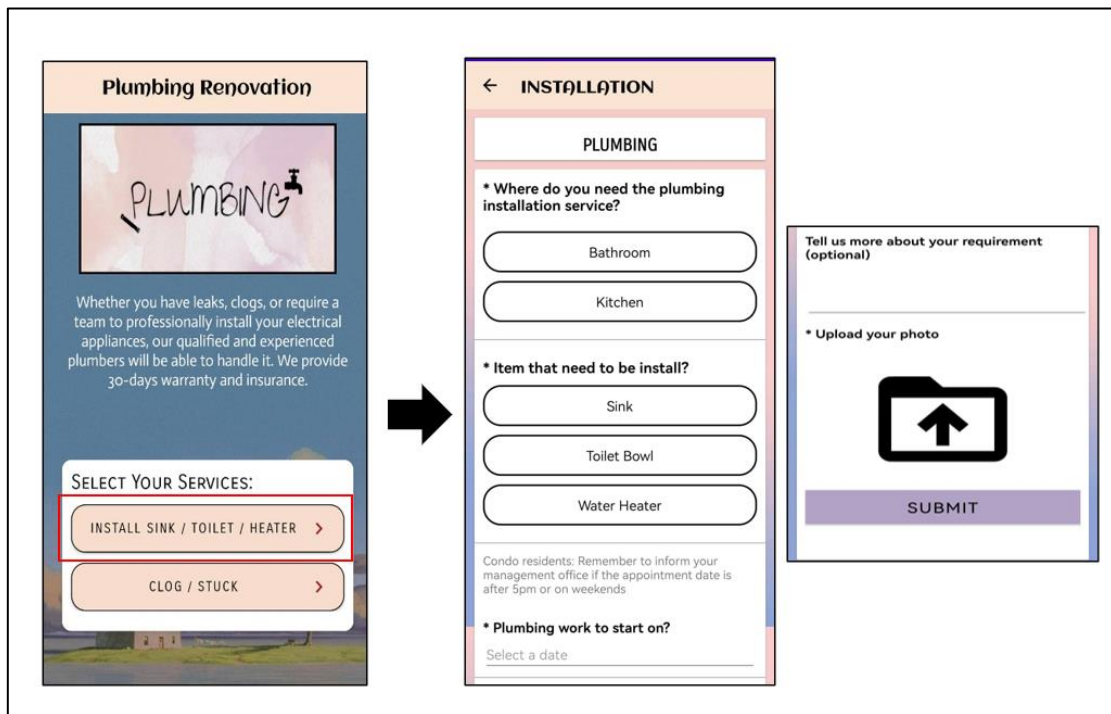 Plumbing Renovation
PLUMBING
Whether you have leaks, clogs, or require a
team to professionally install your electrical
appliances, our qualified and experienced
plumbers will be able to handle it. We provide
30-days warranty and insurance.
SELECT YOUR SERVICES:
INSTALL SINK / TOILET / HEATER >
CLOG / STUCK >
← INSTALLATION
PLUMBING
* Where do you need the plumbing
installation service?
Bathroom
Kitchen
* Item that need to be install?
Sink
Toilet Bowl
Water Heater
Condo residents: Remember to inform your
management office if the appointment date is
after 5pm or on weekends
* Plumbing work to start on?
Select a date
Tell us more about your requirement
(optional)
* Upload your photo
SUBMIT